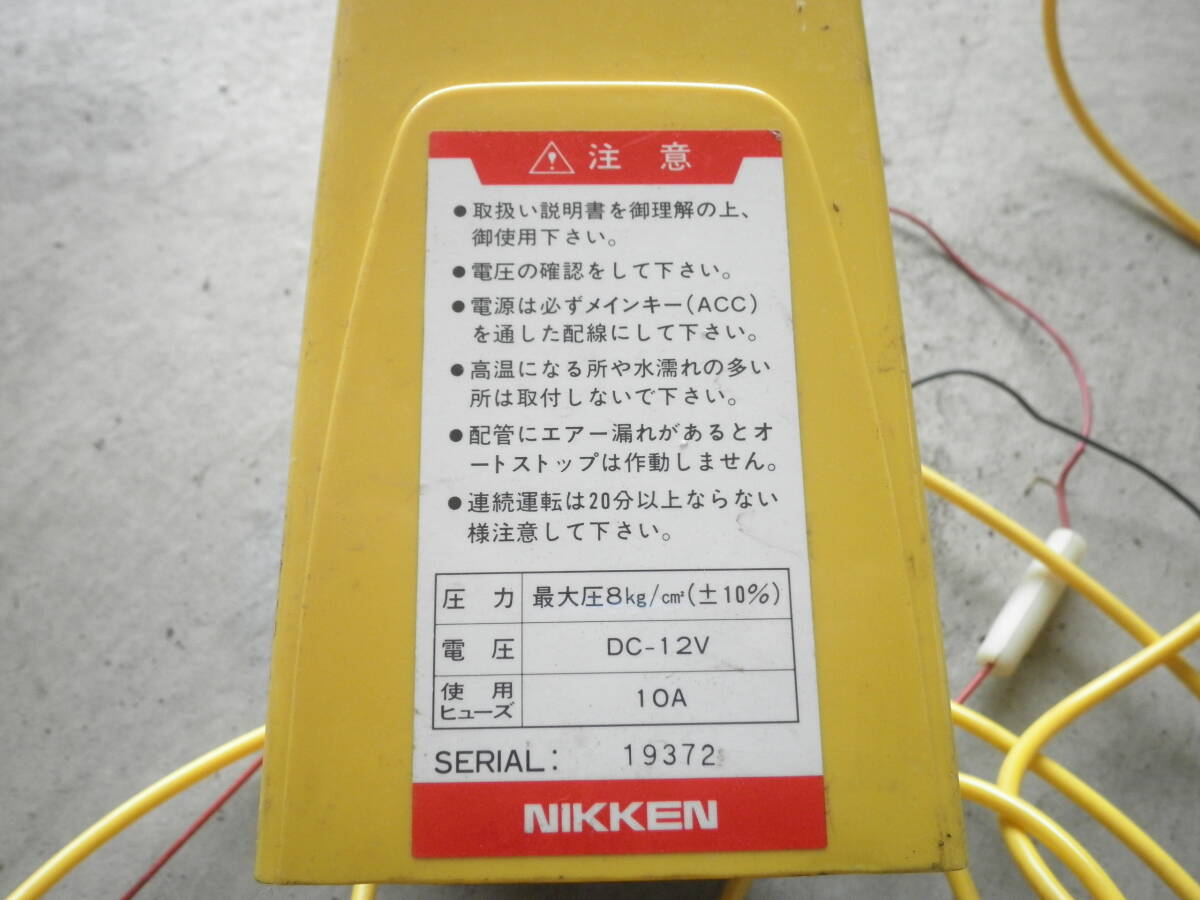 注意
●取扱い説明書を御理解の上、
御使用下さい。
●電圧の確認をして下さい。
●電源は必ずメインキー(ACC)
を通した配線にして下さい。
●高温になる所や水濡れの多い
所は取付しないで下さい。
●配管にエアー漏れがあるとオ
ートストップは作動しません。
●連続運転は20分以上ならない
様注意して下さい。
圧力 最大圧8kg/cm²(±10%)
電圧 DC-12V
使用
ヒューズ 10A
SERIAL: 19372
NIKKEN